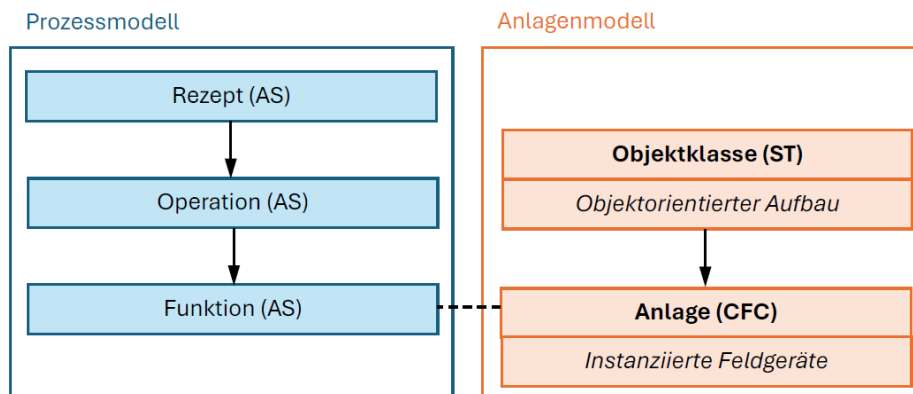 Prozessmodell
Rezept (AS)
Operation (AS)
Funktion (AS)
Anlagenmodell
Objektklasse (ST)
Objektorientierter Aufbau
Anlage (CFC)
Instanziierte Feldgeräte